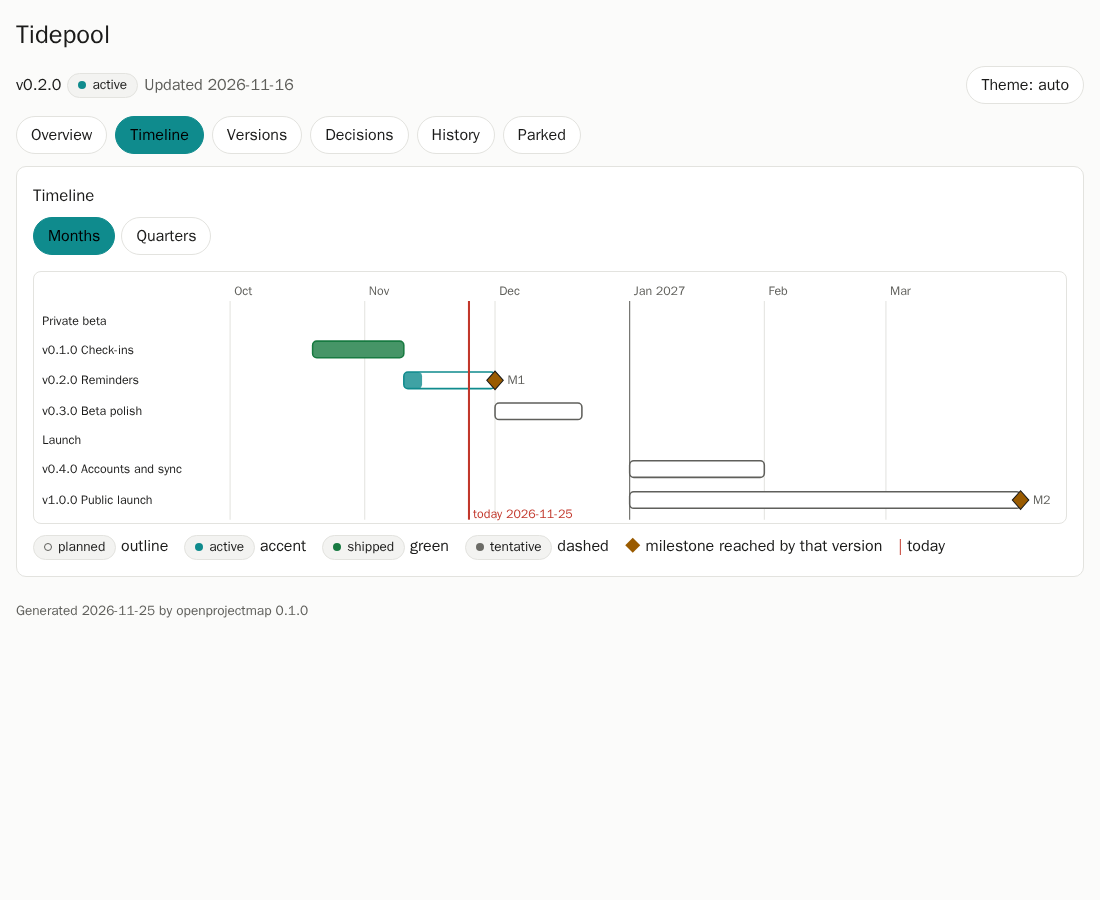 Tidepool
v0.2.0 active Updated 2026-11-16 Theme: auto
Overview Timeline Versions Decisions History Parked
Timeline
Months Quarters
Oct Nov Dec Jan 2027 Feb Mar
Private beta
v0.1.0 Check-ins
v0.2.0 Reminders M1
v0.3.0 Beta polish
Launch
v0.4.0 Accounts and sync
v1.0.0 Public launch M2
today 2026-11-25
planned outline active accent shipped green tentative dashed milestone reached by that version today
Generated 2026-11-25 by openprojectmap 0.1.0